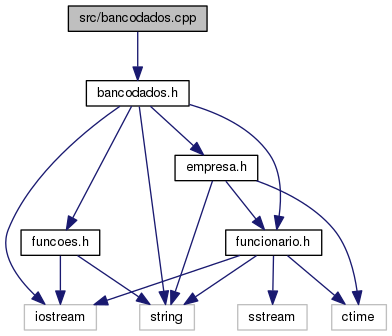 src/bancodados.cpp
bancodados.h
empresa.h
funcoes.h
funcionario.h
iostream
string
sstream
ctime